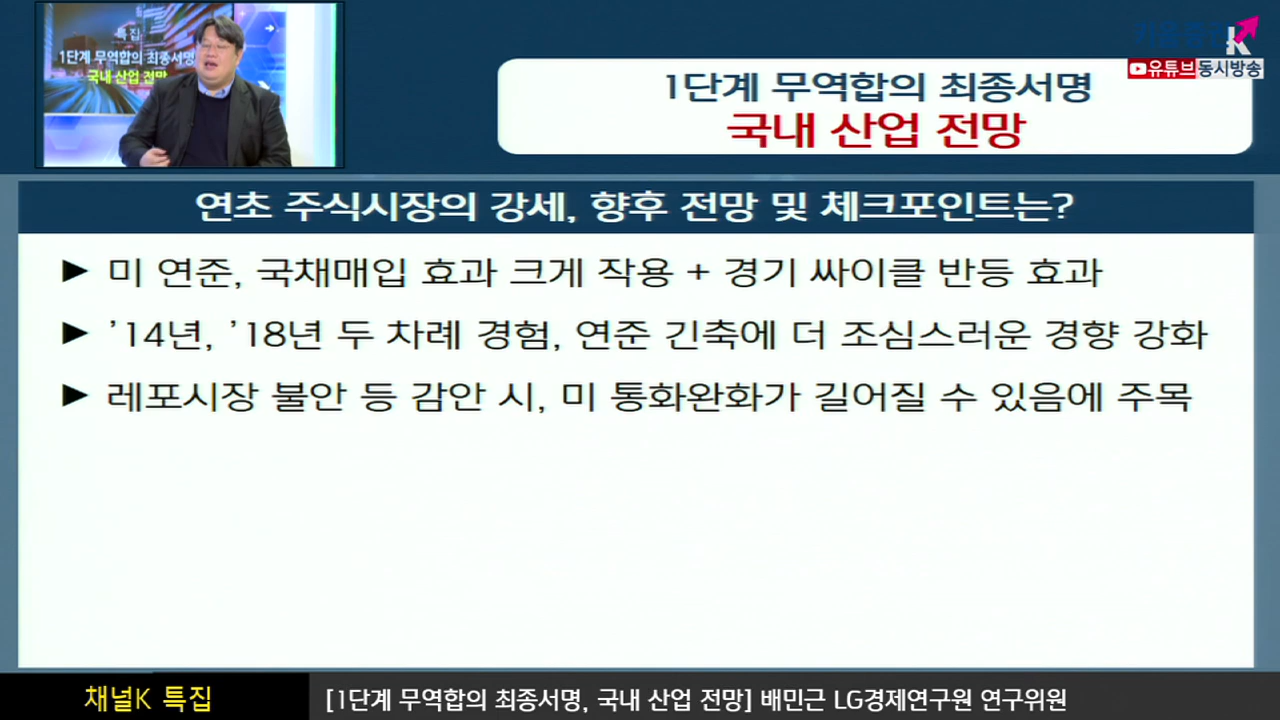 특집
1단계 무역합의 최종서명
국내 산업 전망
키움증권
K
유튜브 동시방송
1단계 무역합의 최종서명
국내 산업 전망
연초 주식시장의 강세, 향후 전망 및 체크포인트는?
▶ 미 연준, 국채매입 효과 크게 작용 + 경기 싸이클 반등 효과
▶ ’14년, ’18년 두 차례 경험, 연준 긴축에 더 조심스러운 경향 강화
▶ 레포시장 불안 등 감안 시, 미 통화완화가 길어질 수 있음에 주목
채널K 특집
[1단계 무역합의 최종서명, 국내 산업 전망] 배민근 LG경제연구원 연구위원